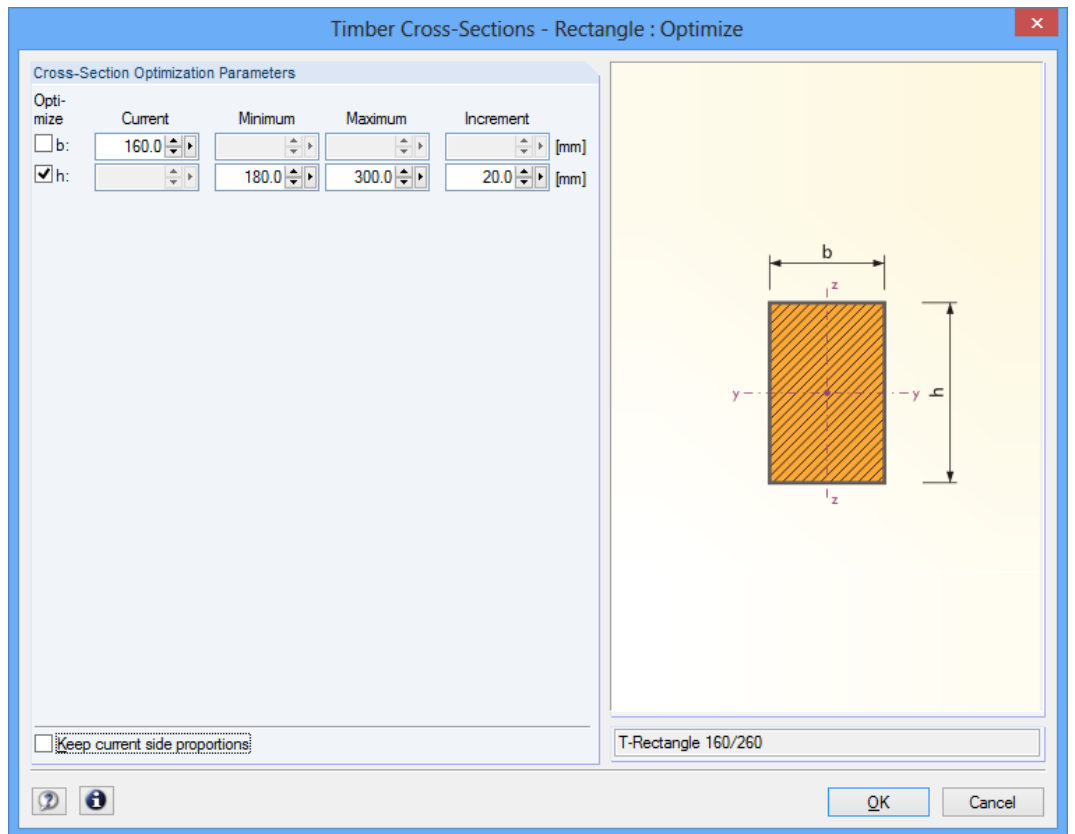 Timber Cross-Sections - Rectangle : Optimize
Cross-Section Optimization Parameters
Opti-
mize Current Minimum Maximum Increment
b: 160.0 [mm]
h: 180.0 300.0 20.0 [mm]
b
z
y y h
z
Keep current side proportions
T-Rectangle 160/260
OK Cancel